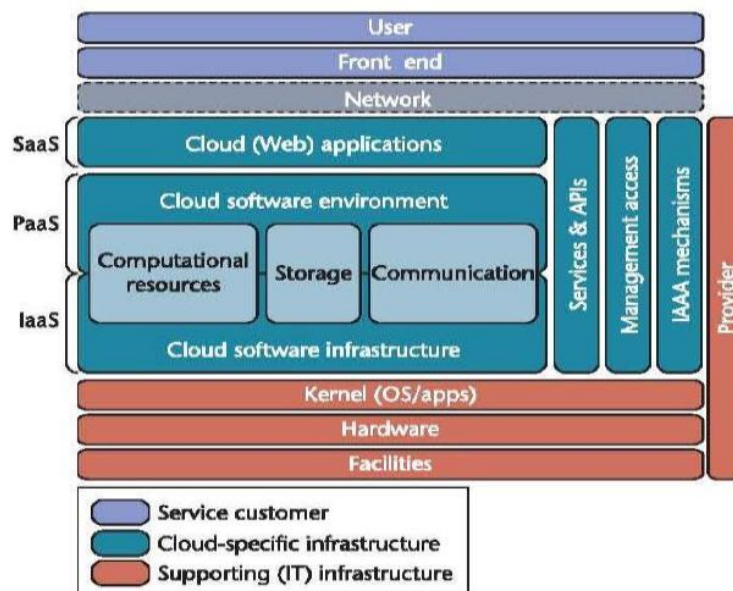 User
Front end
Network
SaaS
Cloud (Web) applications
PaaS
Cloud software environment
Computational
resources
Storage
Communication
IaaS
Cloud software infrastructure
Services & APIs
Management access
IAAA mechanisms
Provider
Kernel (OS/apps)
Hardware
Facilities
Service customer
Cloud-specific infrastructure
Supporting (IT) infrastructure